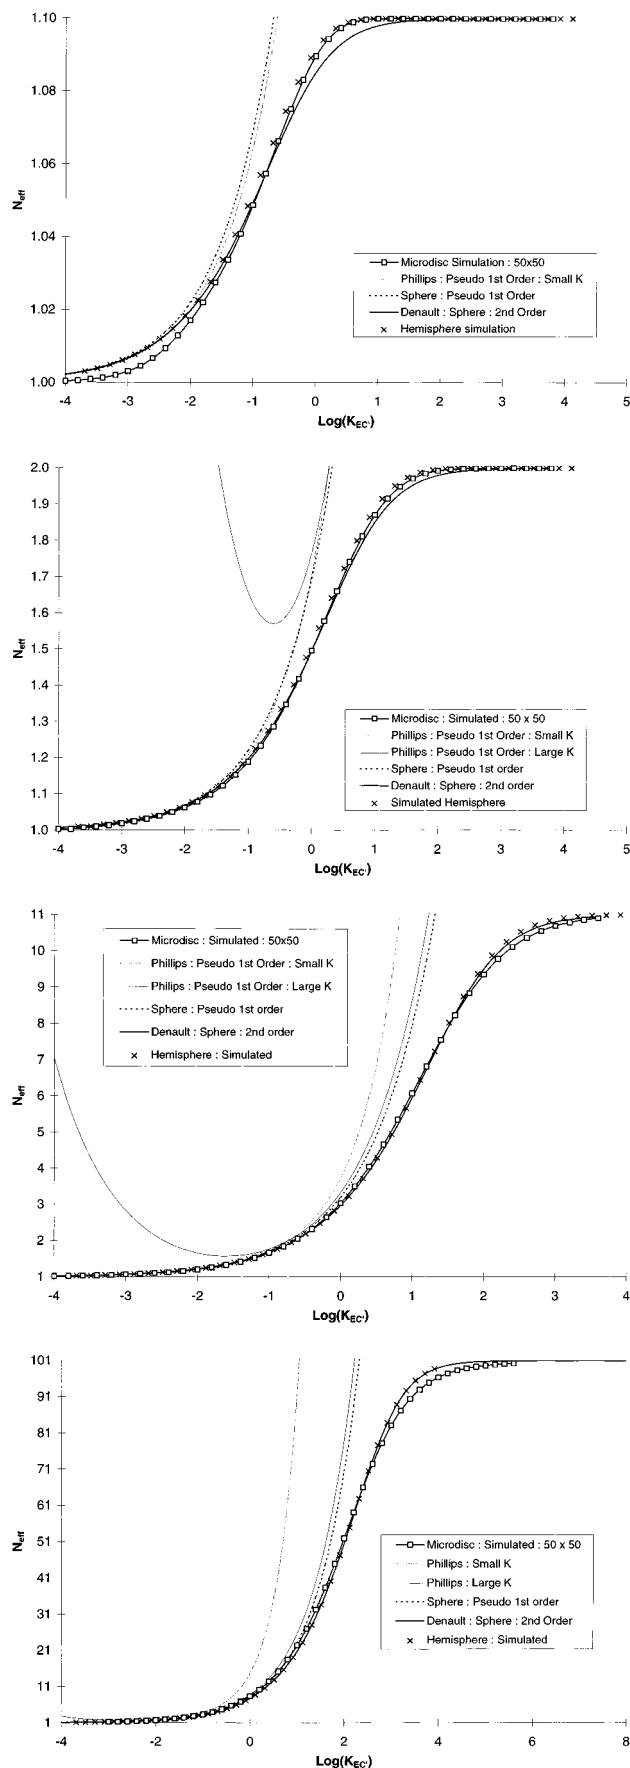 1.10
1.08
1.06
1.04
1.02
1.00
N_eff
-4 -3 -2 -1 0 1 2 3 4 5
Log(K_EC')
Microdisc Simulation : 50x50
Phillips : Pseudo 1st Order : Small K
Sphere : Pseudo 1st Order
Denault : Sphere : 2nd Order
Hemisphere simulation
2.0
1.9
1.8
1.7
1.6
1.5
1.4
1.3
1.2
1.1
1.0
N_eff
-4 -3 -2 -1 0 1 2 3 4 5
Log(K_EC')
Microdisc : Simulated : 50 x 50
Phillips : Pseudo 1st Order : Small K
Phillips : Pseudo 1st Order : Large K
Sphere : Pseudo 1st order
Denault : Sphere : 2nd order
Simulated Hemisphere
11
10
9
8
7
6
5
4
3
2
1
N_eff
-4 -3 -2 -1 0 1 2 3 4
Log(K_EC')
Microdisc : Simulated : 50x50
Phillips : Pseudo 1st Order : Small K
Phillips : Pseudo 1st Order : Large K
Sphere : Pseudo 1st order
Denault : Sphere : 2nd order
Hemisphere : Simulated
101
91
81
71
61
51
41
31
21
11
1
N_eff
-4 -2 0 2 4 6 8
Log(K_EC')
Microdisc : Simulated : 50 x 50
Phillips : Small K
Phillips : Large K
Sphere : Pseudo 1st order
Denault : Sphere : 2nd Order
Hemisphere : Simulated